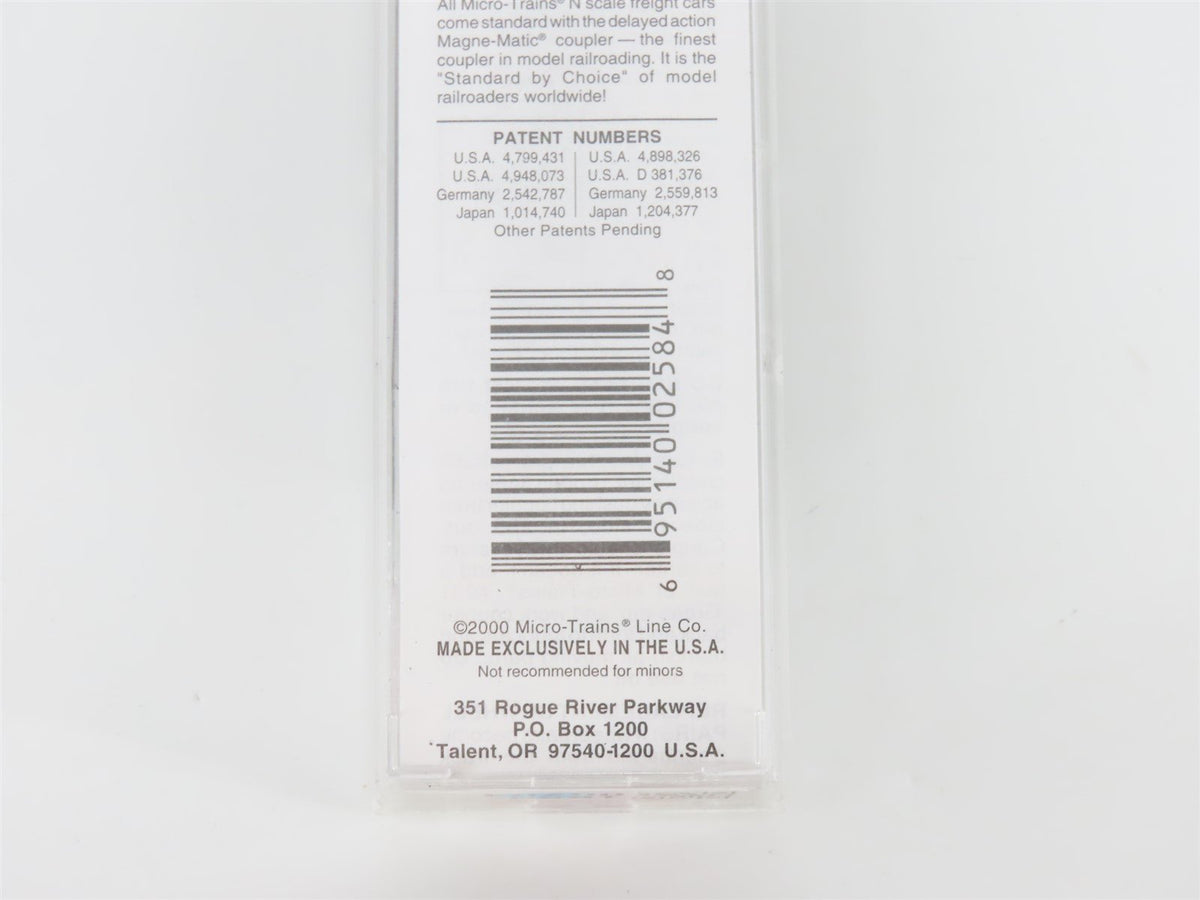 All Micro-Trains® N scale freight cars
come standard with the delayed action
Magne-Matic® coupler — the finest
coupler in model railroading. It is the
"Standard by Choice" of model
railroaders worldwide!
PATENT NUMBERS
U.S.A. 4,799,431 U.S.A. 4,898,326
U.S.A. 4,948,073 U.S.A. D 381,376
Germany 2,542,787 Germany 2,559,813
Japan 1,014,740 Japan 1,204,377
Other Patents Pending
6 95140 02584 8
©2000 Micro-Trains® Line Co.
MADE EXCLUSIVELY IN THE U.S.A.
Not recommended for minors
351 Rogue River Parkway
P.O. Box 1200
Talent, OR 97540-1200 U.S.A.